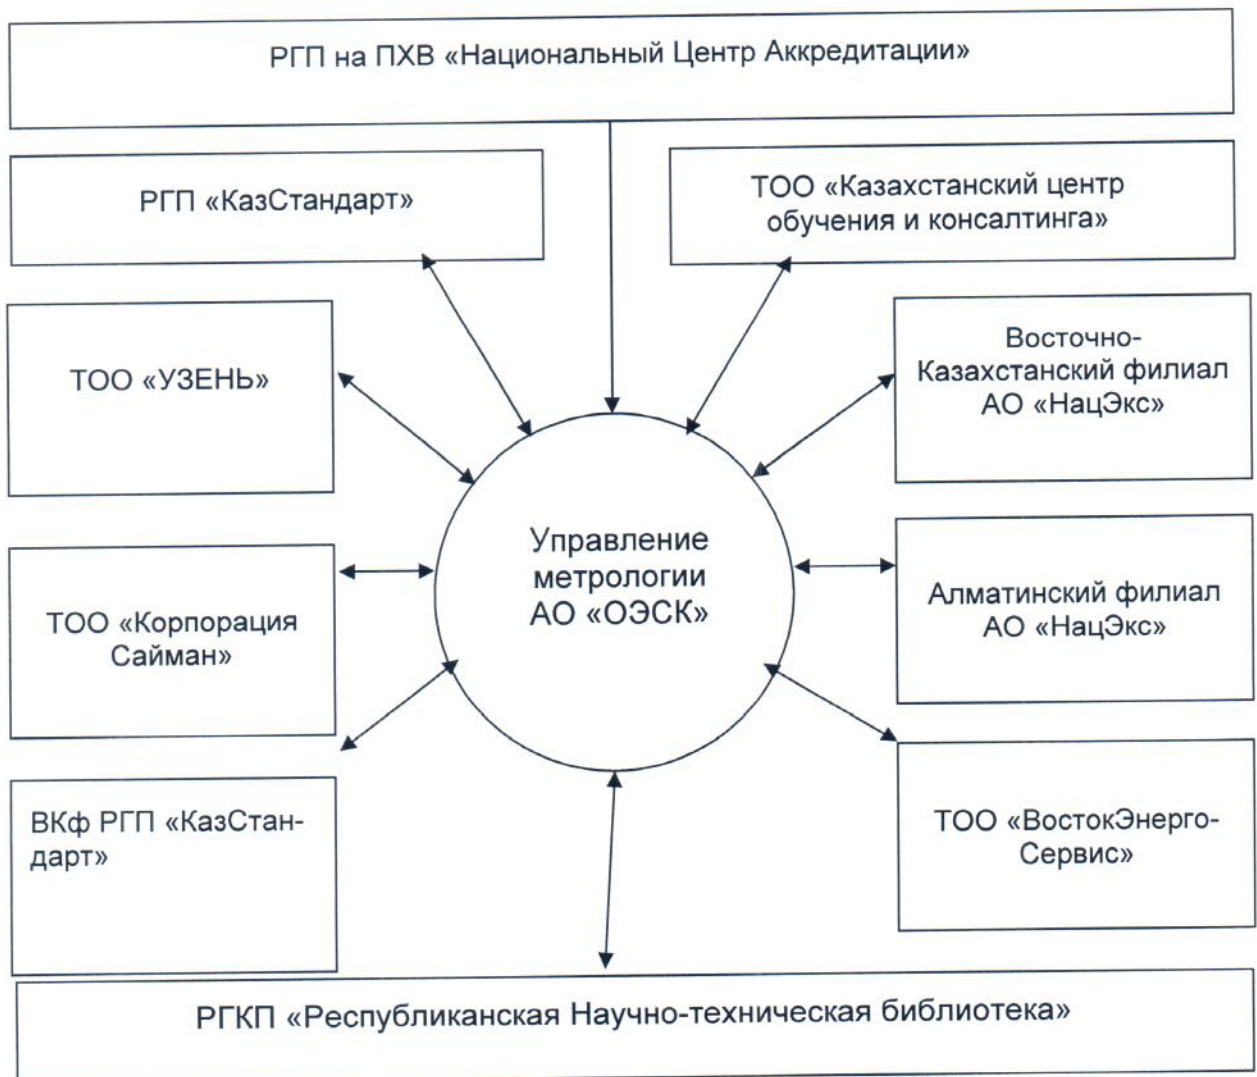 РГП на ПХВ «Национальный Центр Аккредитации»
РГП «КазСтандарт»
ТОО «Казахстанский центр
обучения и консалтинга»
ТОО «УЗЕНЬ»
Восточно-
Казахстанский филиал
АО «НацЭкс»
Управление
метрологии
АО «ОЭСК»
ТОО «Корпорация
Сайман»
Алматинский филиал
АО «НацЭкс»
ВКф РГП «КазСтан-
дарт»
ТОО «ВостокЭнерго-
Сервис»
РГКП «Республиканская Научно-техническая библиотека»